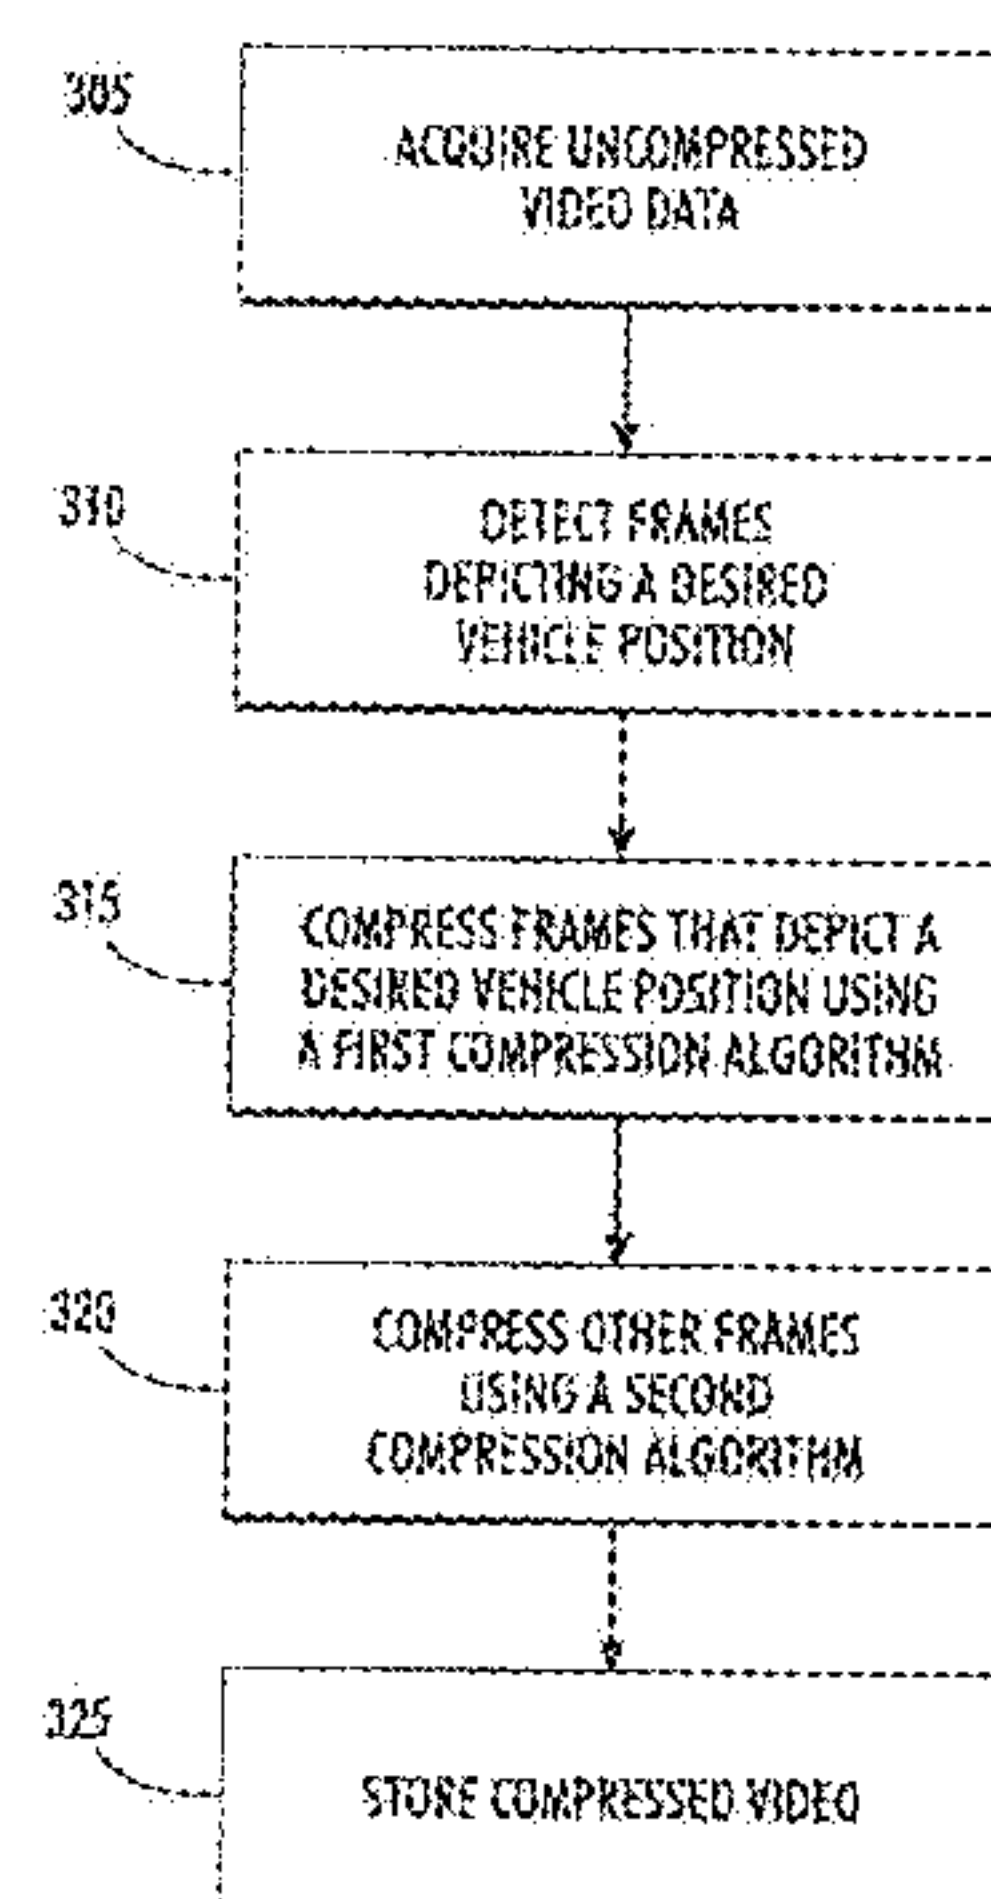 305
ACQUIRE UNCOMPRESSED
VIDEO DATA
310
DETECT FRAMES
DEPICTING A DESIRED
VEHICLE POSITION
315
COMPRESS FRAMES THAT DEPICT A
DESIRED VEHICLE POSITION USING
A FIRST COMPRESSION ALGORITHM
320
COMPRESS OTHER FRAMES
USING A SECOND
COMPRESSION ALGORITHM
325
STORE COMPRESSED VIDEO